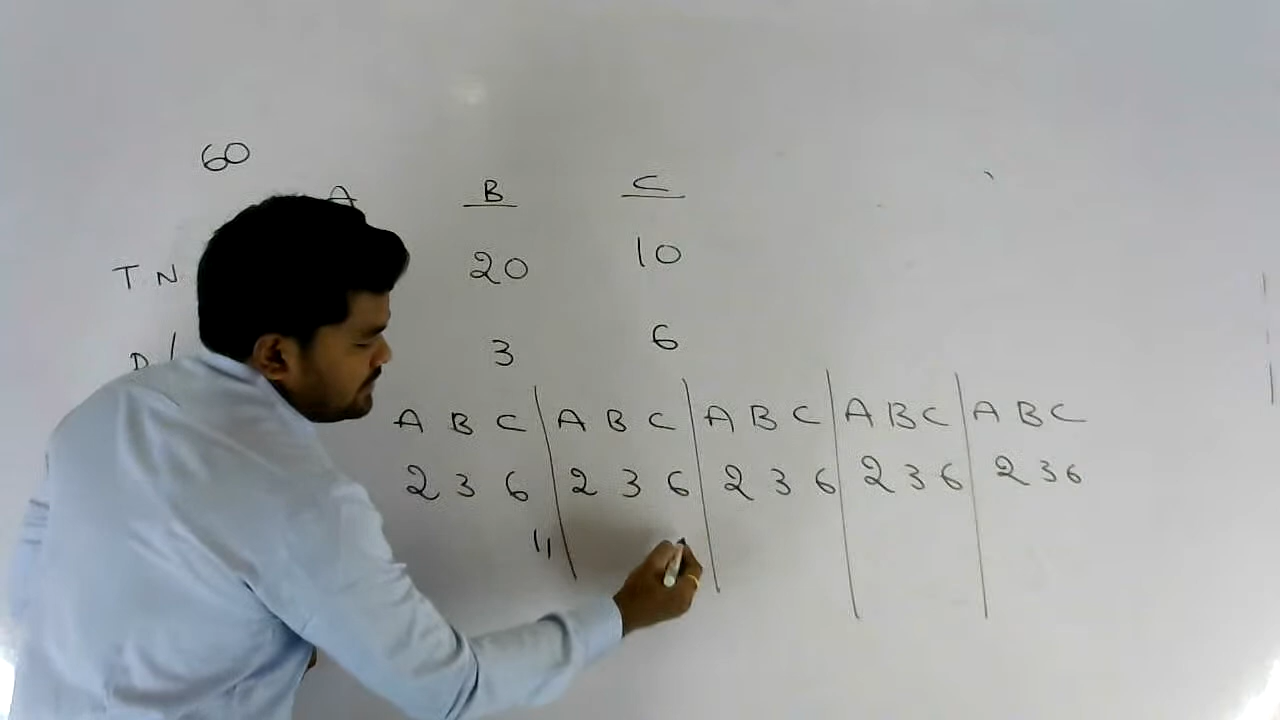 60
A B C
T N 20 10
D / 3 6
A B C | A B C | A B C | A B C | A B C
2 3 6 | 2 3 6 | 2 3 6 | 2 3 6 | 2 3 6
11